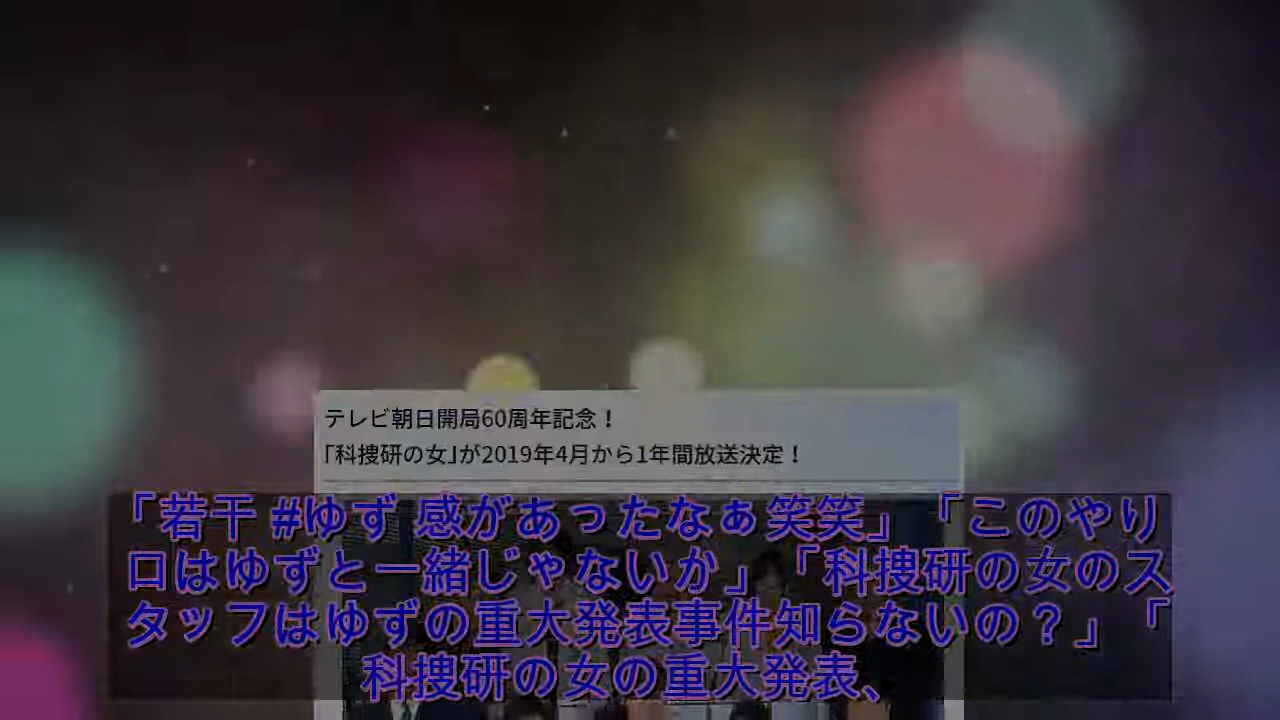 テレビ朝日開局60周年記念！
｢科捜研の女｣が2019年4月から1年間放送決定！
「若干 #ゆず 感があったなぁ笑笑」「このやり
口はゆずと一緒じゃないか」「科捜研の女のス
タッフはゆずの重大発表事件知らないの？」「
科捜研の女の重大発表、